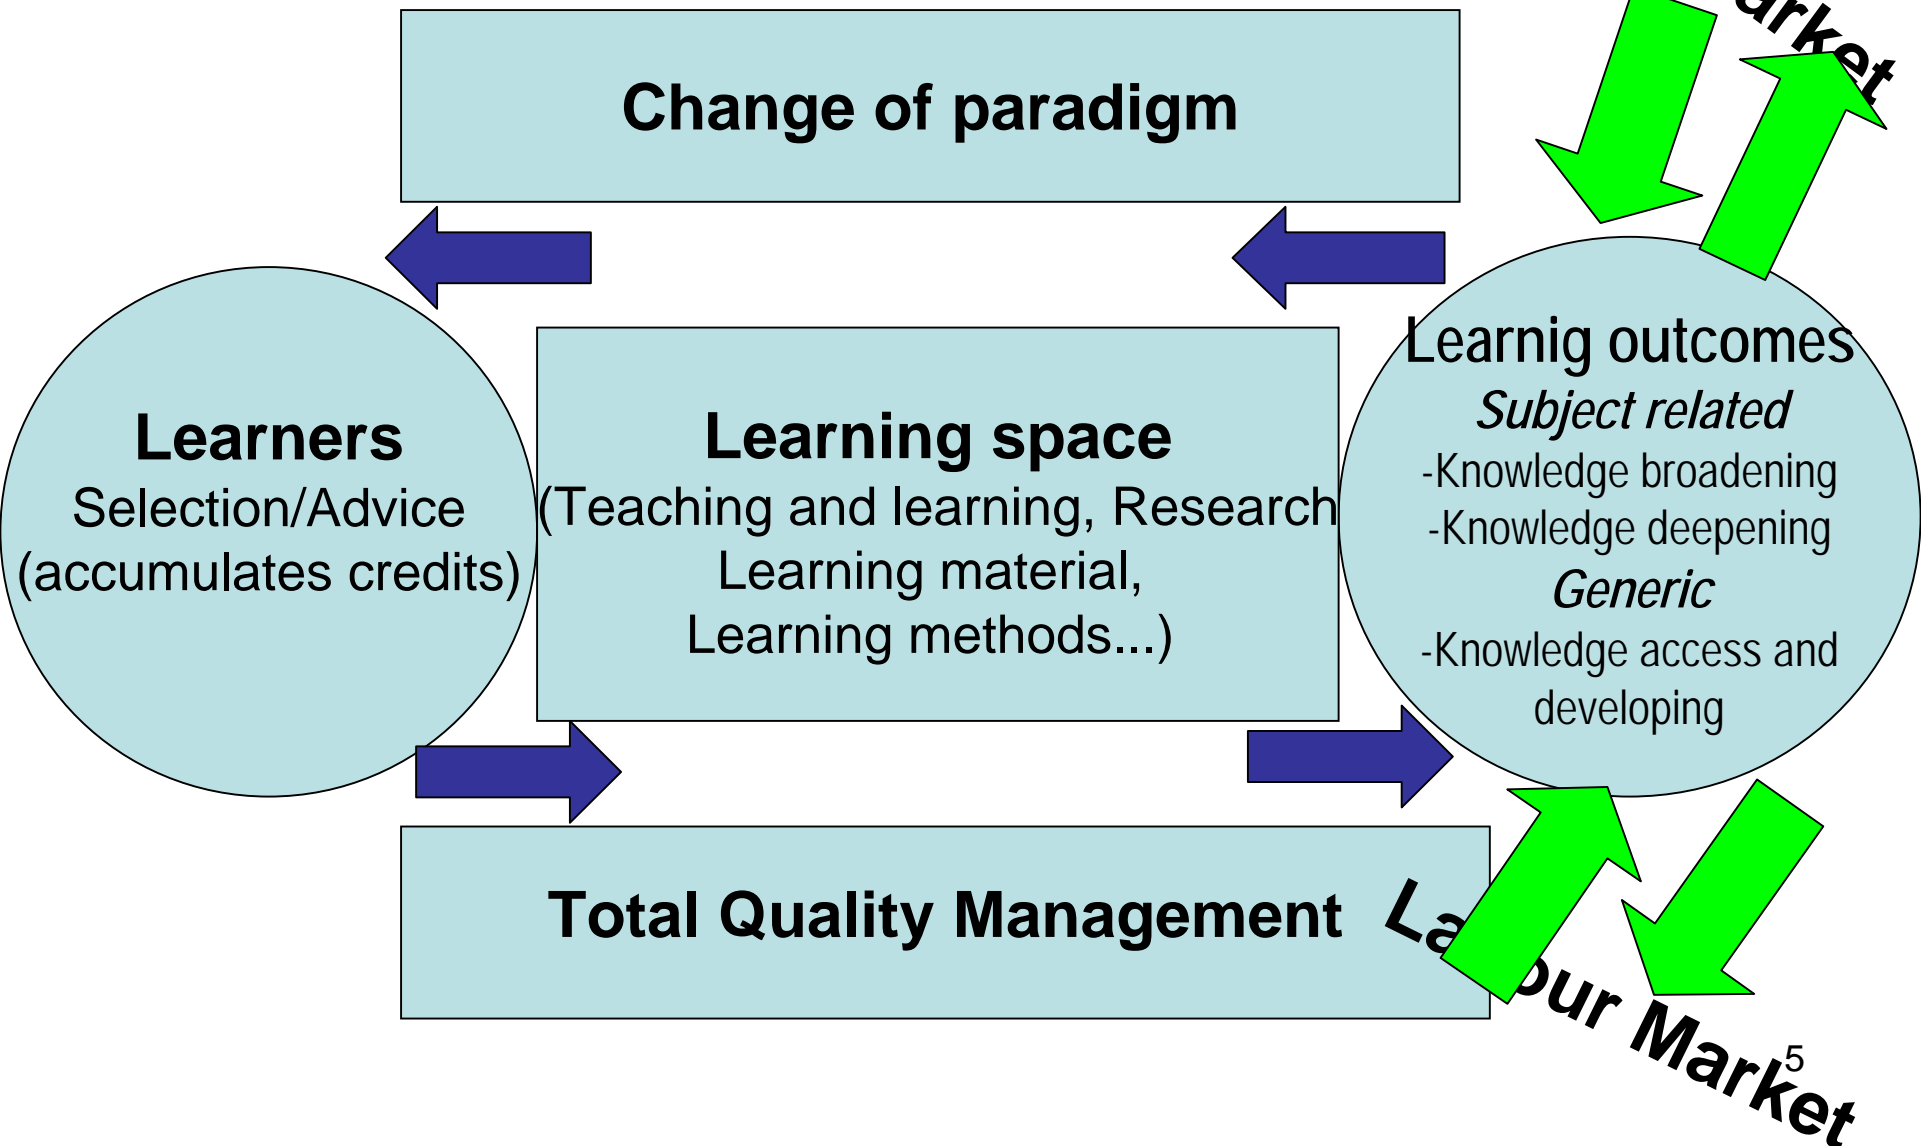 Change of paradigm
Learners
Selection/Advice
(accumulates credits)
Learning space
(Teaching and learning, Research
Learning material,
Learning methods...)
Learnig outcomes
Subject related
-Knowledge broadening
-Knowledge deepening
Generic
-Knowledge access and
developing
Total Quality Management
Labour Market
5